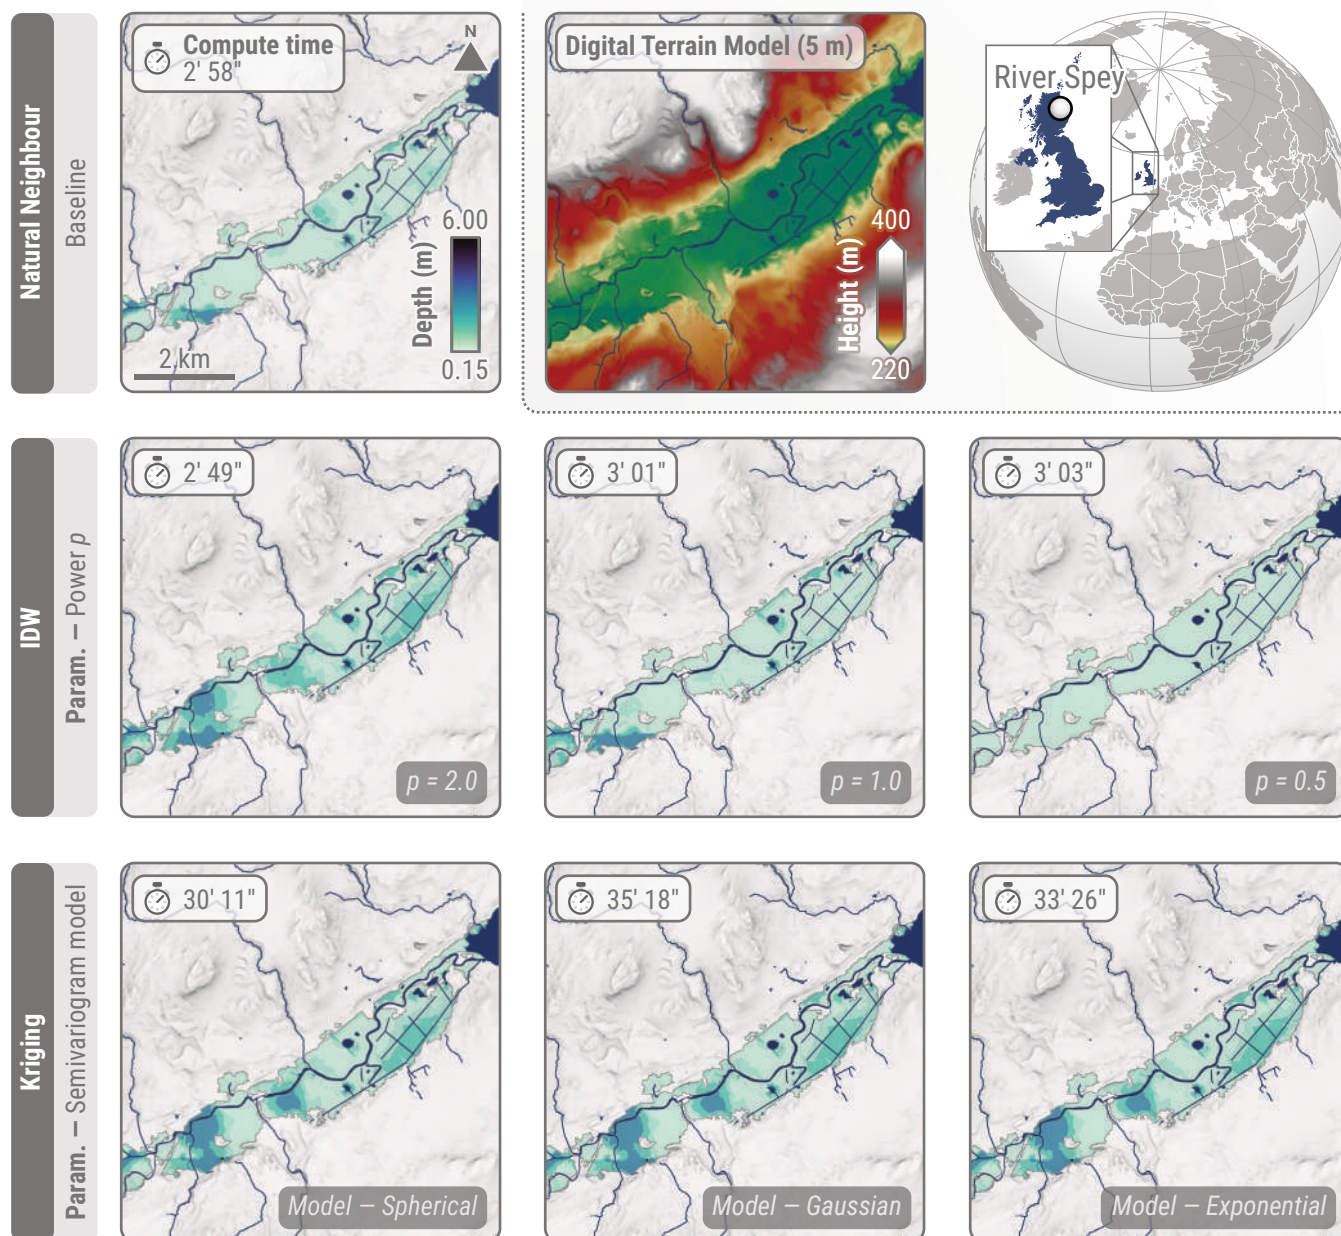 Natural Neighbour
Baseline
Compute time
2' 58"
N
6.00
Depth (m)
0.15
2 km
Digital Terrain Model (5 m)
400
Height (m)
220
River Spey
IDW
Param. — Power p
2' 49"
p = 2.0
3' 01"
p = 1.0
3' 03"
p = 0.5
Kriging
Param. — Semivariogram model
30' 11"
Model — Spherical
35' 18"
Model — Gaussian
33' 26"
Model — Exponential